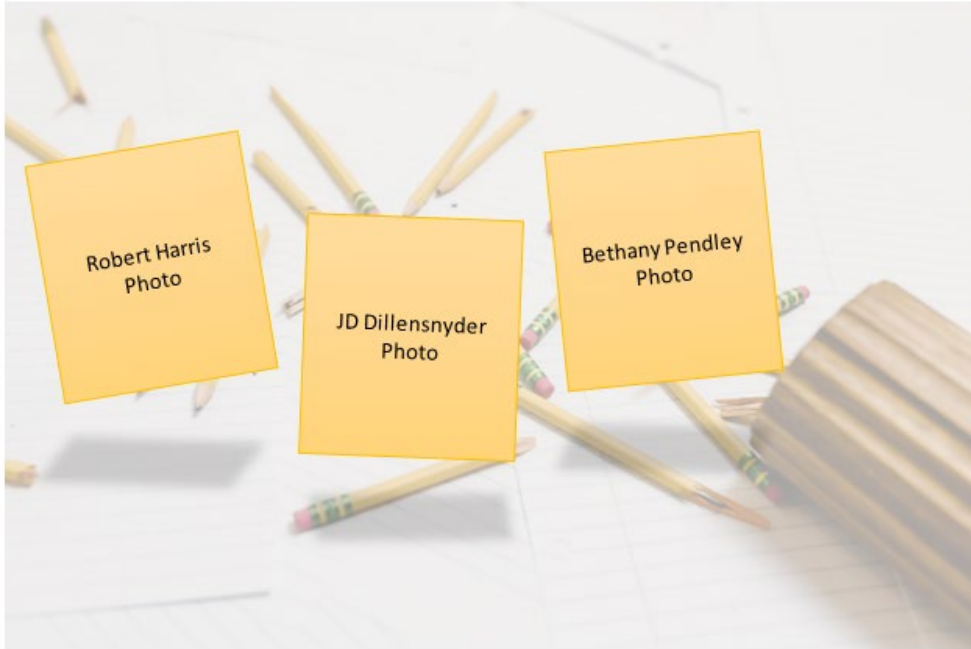 Robert Harris
Photo
JD Dillensnyder
Photo
Bethany Pendley
Photo